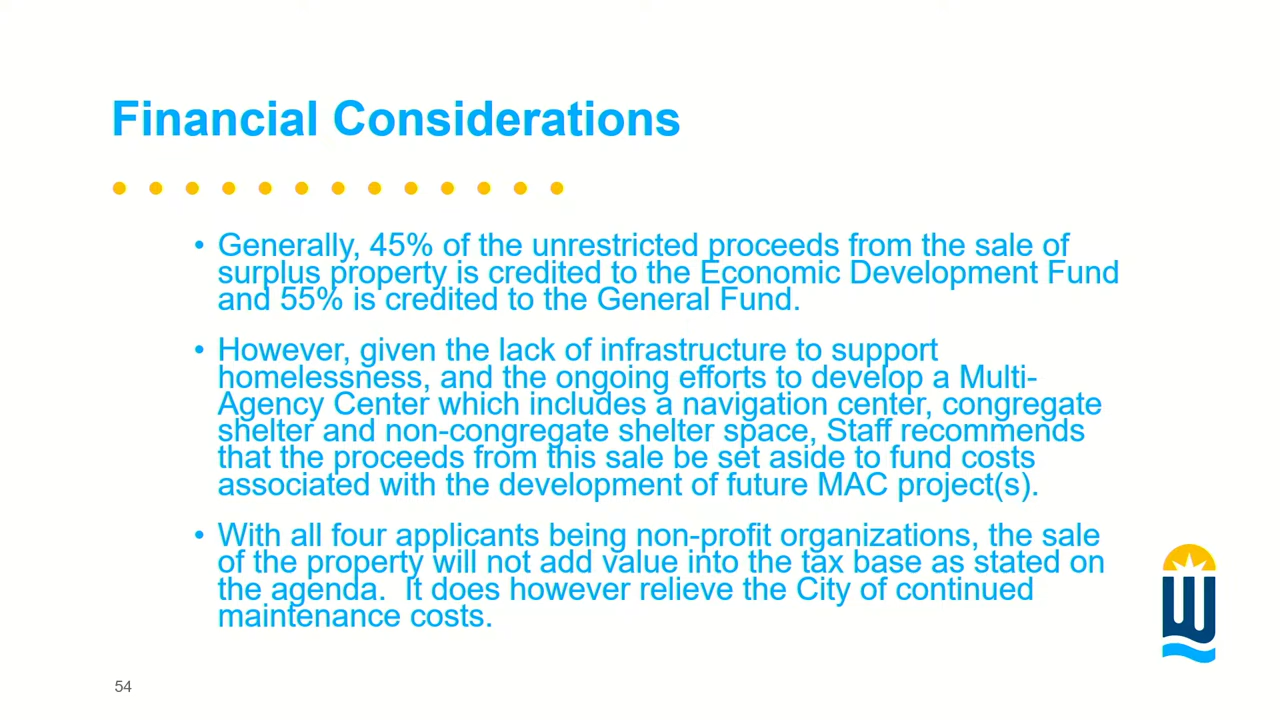 Financial Considerations
• Generally, 45% of the unrestricted proceeds from the sale of
surplus property is credited to the Economic Development Fund
and 55% is credited to the General Fund.
• However, given the lack of infrastructure to support
homelessness, and the ongoing efforts to develop a Multi-
Agency Center which includes a navigation center, congregate
shelter and non-congregate shelter space, Staff recommends
that the proceeds from this sale be set aside to fund costs
associated with the development of future MAC project(s).
• With all four applicants being non-profit organizations, the sale
of the property will not add value into the tax base as stated on
the agenda.  It does however relieve the City of continued
maintenance costs.
W
54